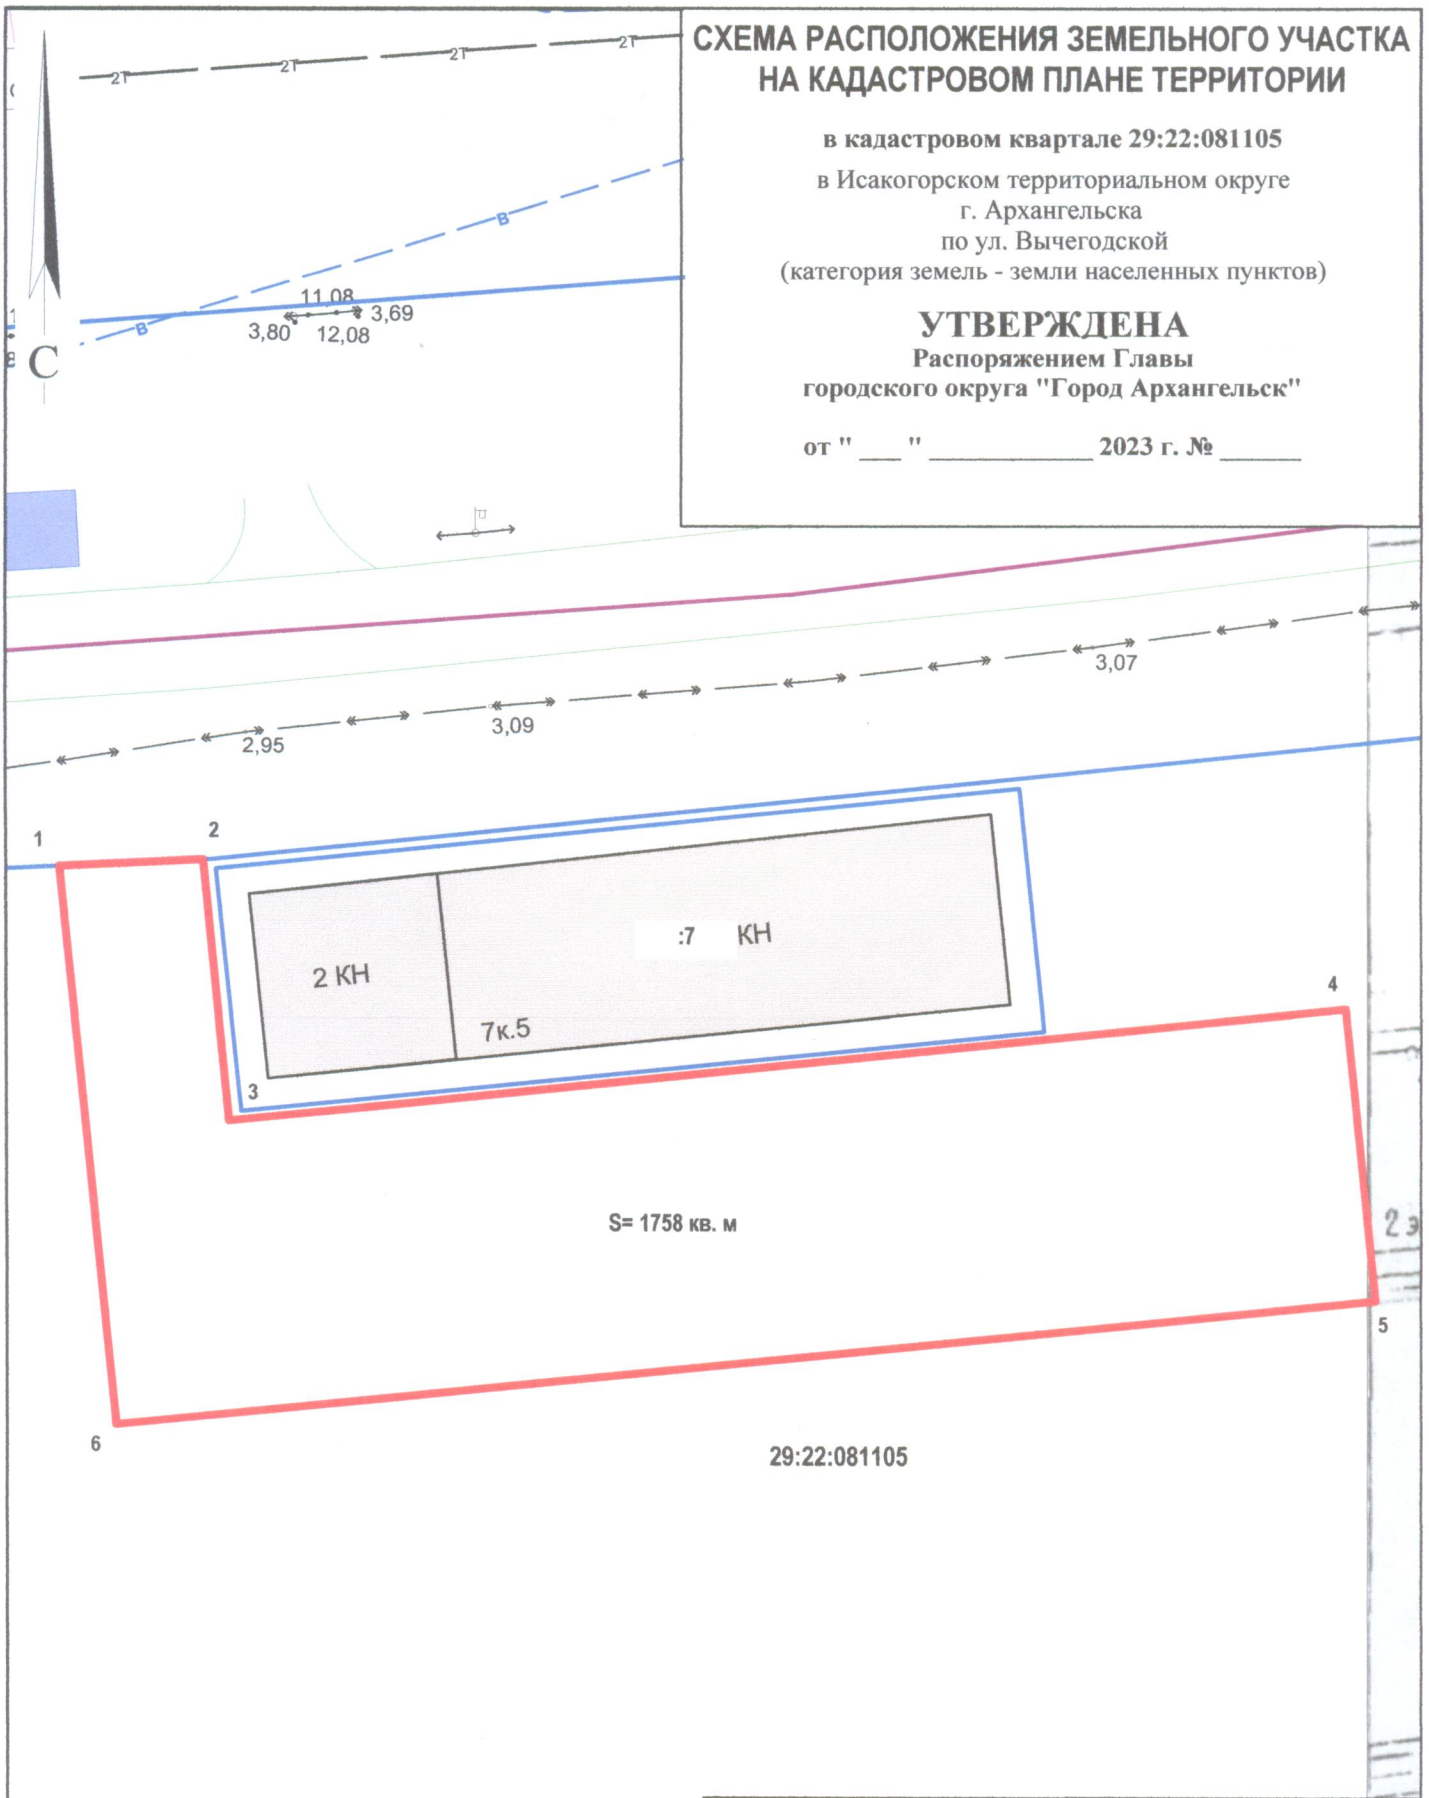 СХЕМА РАСПОЛОЖЕНИЯ ЗЕМЕЛЬНОГО УЧАСТКА
НА КАДАСТРОВОМ ПЛАНЕ ТЕРРИТОРИИ
в кадастровом квартале 29:22:081105
в Исакогорском территориальном округе
г. Архангельска
по ул. Вычегодской
(категория земель - земли населенных пунктов)
УТВЕРЖДЕНА
Распоряжением Главы
городского округа "Город Архангельск"
от " ___ " ____________ 2023 г. № ______
2Т
2Т
2Т
2Т
В
В
11,08
3,80
12,08
3,69
С
2,95
3,09
3,07
1
2
:7 КН
2 КН
7к.5
3
4
S= 1758 кв. м
2 э
5
6
29:22:081105